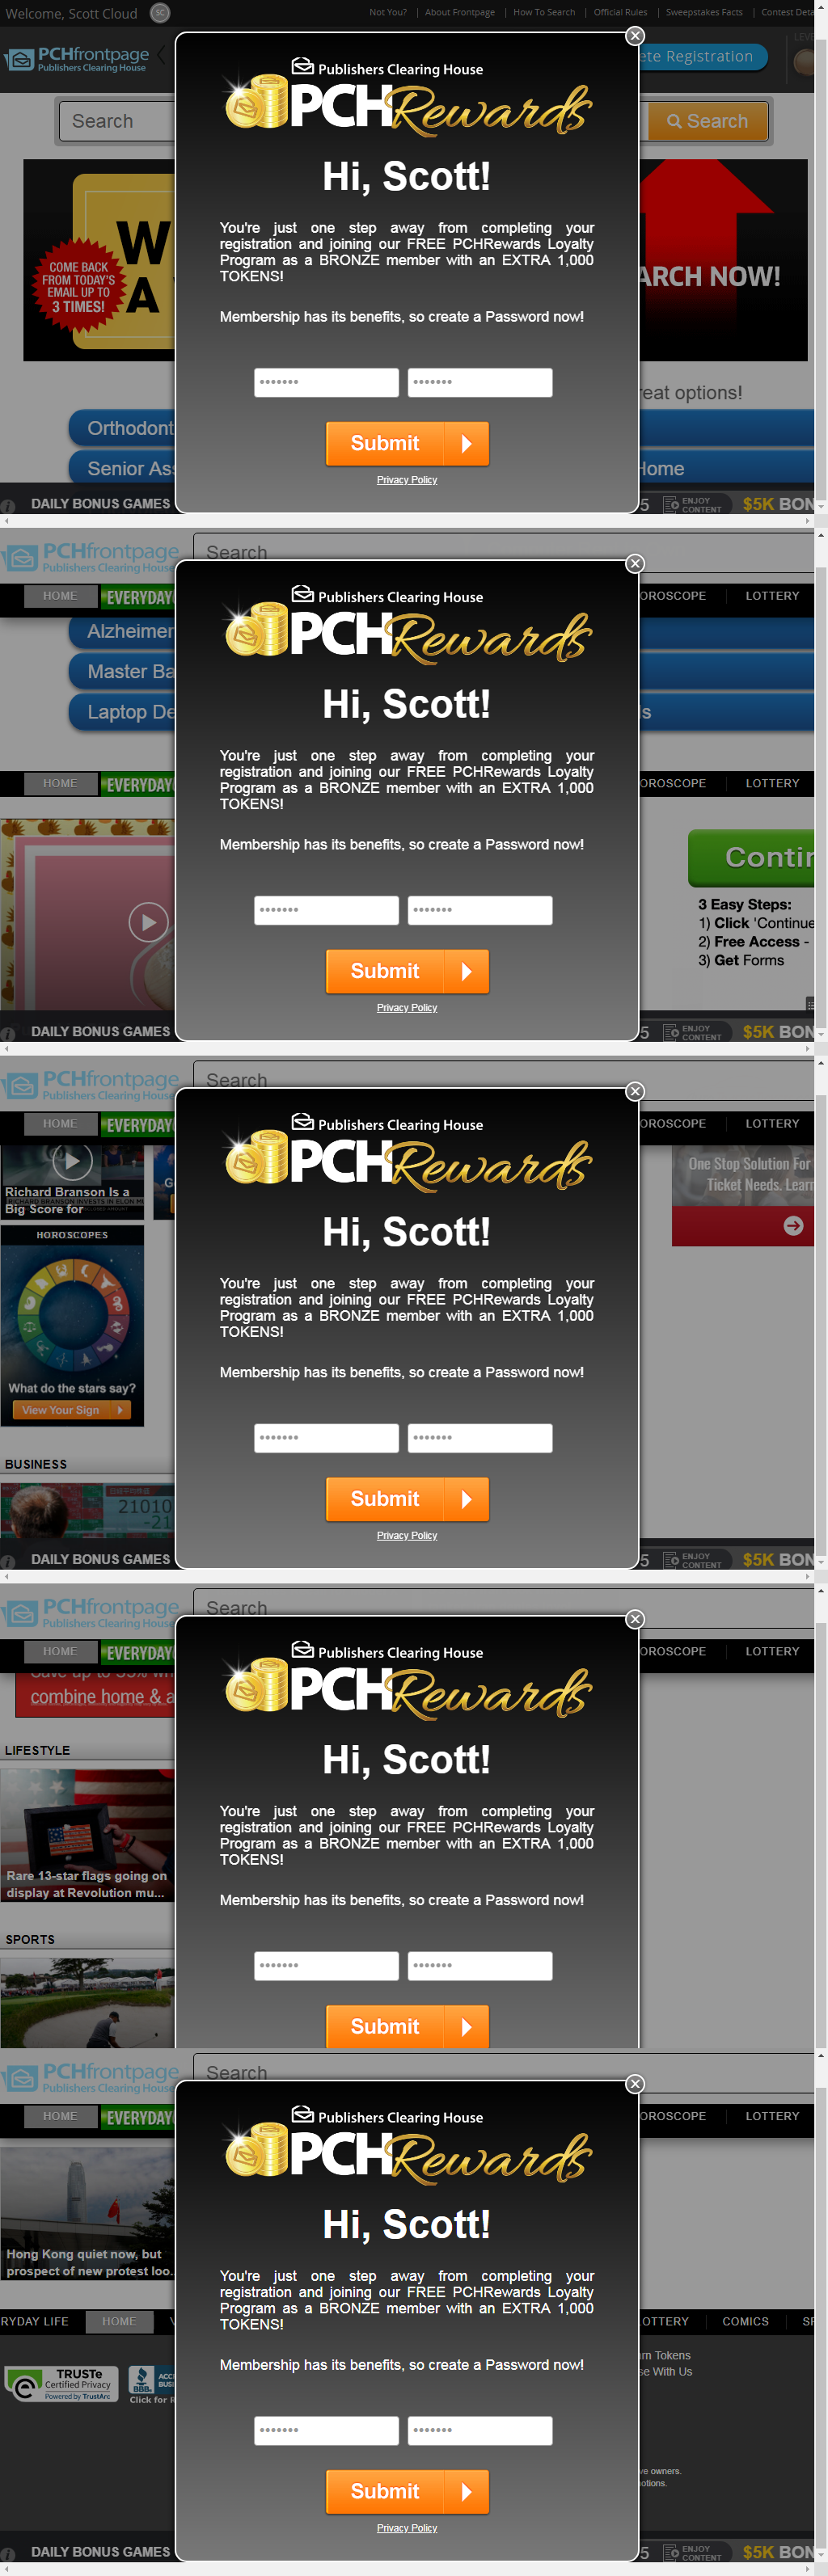 Welcome, Scott Cloud
SC
Not You? | About Frontpage | How To Search | Official Rules | Sweepstakes Facts | Contest Deta
PCHfrontpage
Publishers Clearing House
ete Registration
LEVE
Search
Search
COME BACK
FROM TODAY'S
EMAIL UP TO
3 TIMES!
W
A
ARCH NOW!
Publishers Clearing House
PCHRewards
Hi, Scott!
You're just one step away from completing your
registration and joining our FREE PCHRewards Loyalty
Program as a BRONZE member with an EXTRA 1,000
TOKENS!
Membership has its benefits, so create a Password now!
Submit
Privacy Policy
reat options!
Orthodont
Senior Ass
Home
DAILY BONUS GAMES
5
ENJOY
CONTENT
$5K BON
PCHfrontpage
Publishers Clearing House
Search
HOME
EVERYDAY
OROSCOPE
LOTTERY
Alzheimer
Master Ba
Laptop De
ls
HOME
EVERYDAY
OROSCOPE
LOTTERY
Publishers Clearing House
PCHRewards
Hi, Scott!
You're just one step away from completing your
registration and joining our FREE PCHRewards Loyalty
Program as a BRONZE member with an EXTRA 1,000
TOKENS!
Membership has its benefits, so create a Password now!
Submit
Privacy Policy
Contin
3 Easy Steps:
1) Click 'Continue
2) Free Access -
3) Get Forms
DAILY BONUS GAMES
5
ENJOY
CONTENT
$5K BON
PCHfrontpage
Publishers Clearing House
Search
HOME
EVERYDAY
OROSCOPE
LOTTERY
Richard Branson Is a
Big Score for
G
One Stop Solution For
Ticket Needs. Learn
HOROSCOPES
What do the stars say?
View Your Sign
BUSINESS
21010
-21
Publishers Clearing House
PCHRewards
Hi, Scott!
You're just one step away from completing your
registration and joining our FREE PCHRewards Loyalty
Program as a BRONZE member with an EXTRA 1,000
TOKENS!
Membership has its benefits, so create a Password now!
Submit
Privacy Policy
DAILY BONUS GAMES
5
ENJOY
CONTENT
$5K BON
PCHfrontpage
Publishers Clearing House
Search
HOME
EVERYDAY
OROSCOPE
LOTTERY
combine home & a
LIFESTYLE
Rare 13-star flags going on
display at Revolution mu...
SPORTS
Publishers Clearing House
PCHRewards
Hi, Scott!
You're just one step away from completing your
registration and joining our FREE PCHRewards Loyalty
Program as a BRONZE member with an EXTRA 1,000
TOKENS!
Membership has its benefits, so create a Password now!
Submit
PCHfrontpage
Publishers Clearing House
Search
HOME
EVERYDAY
OROSCOPE
LOTTERY
Hong Kong quiet now, but
prospect of new protest loo..
Publishers Clearing House
PCHRewards
Hi, Scott!
You're just one step away from completing your
registration and joining our FREE PCHRewards Loyalty
Program as a BRONZE member with an EXTRA 1,000
TOKENS!
Membership has its benefits, so create a Password now!
Submit
Privacy Policy
RYDAY LIFE
HOME
V
LOTTERY
COMICS
SP
TRUSTe
Certified Privacy
Powered by TrustArc
BBB.
ACC
BUSI
Click for R
rn Tokens
se With Us
ve owners.
otions.
DAILY BONUS GAMES
5
ENJOY
CONTENT
$5K BON